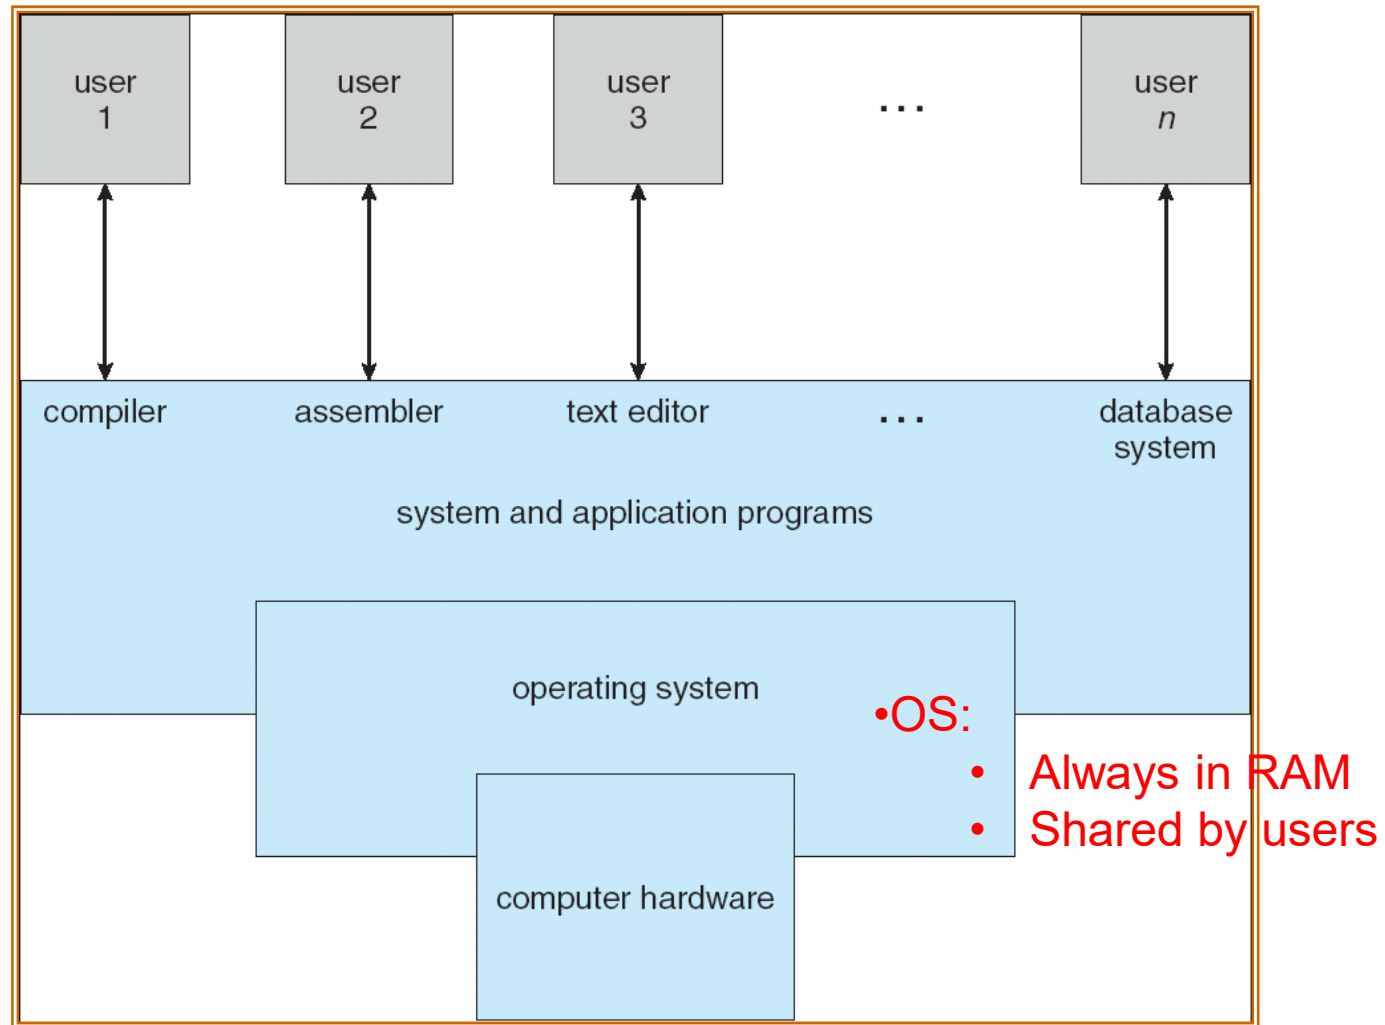 user
1
user
2
user
3
...
user
n
compiler
assembler
text editor
...
database
system
system and application programs
operating system
•OS:
• Always in RAM
• Shared by users
computer hardware